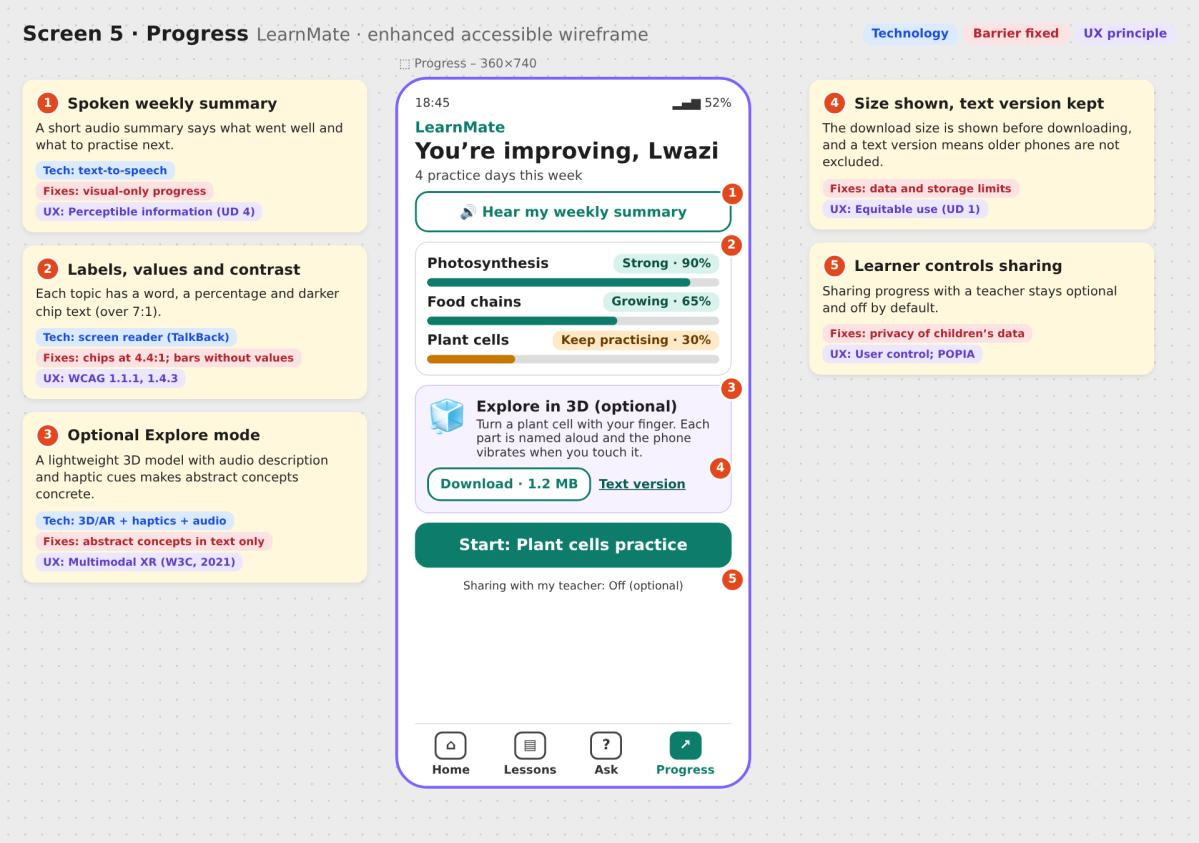 Screen 5 · Progress LearnMate · enhanced accessible wireframe
Technology Barrier fixed UX principle
Progress – 360×740
1 Spoken weekly summary
A short audio summary says what went well and
what to practise next.
Tech: text-to-speech
Fixes: visual-only progress
UX: Perceptible information (UD 4)
2 Labels, values and contrast
Each topic has a word, a percentage and darker
chip text (over 7:1).
Tech: screen reader (TalkBack)
Fixes: chips at 4.4:1; bars without values
UX: WCAG 1.1.1, 1.4.3
3 Optional Explore mode
A lightweight 3D model with audio description
and haptic cues makes abstract concepts
concrete.
Tech: 3D/AR + haptics + audio
Fixes: abstract concepts in text only
UX: Multimodal XR (W3C, 2021)
18:45 52%
LearnMate
You’re improving, Lwazi
4 practice days this week
1
🔊 Hear my weekly summary
2
Photosynthesis Strong · 90%
Food chains Growing · 65%
Plant cells Keep practising · 30%
3
Explore in 3D (optional)
Turn a plant cell with your finger. Each
part is named aloud and the phone
vibrates when you touch it.
4
Download · 1.2 MB Text version
Start: Plant cells practice
5
Sharing with my teacher: Off (optional)
?
Home Lessons Ask Progress
4 Size shown, text version kept
The download size is shown before downloading,
and a text version means older phones are not
excluded.
Fixes: data and storage limits
UX: Equitable use (UD 1)
5 Learner controls sharing
Sharing progress with a teacher stays optional
and off by default.
Fixes: privacy of children’s data
UX: User control; POPIA